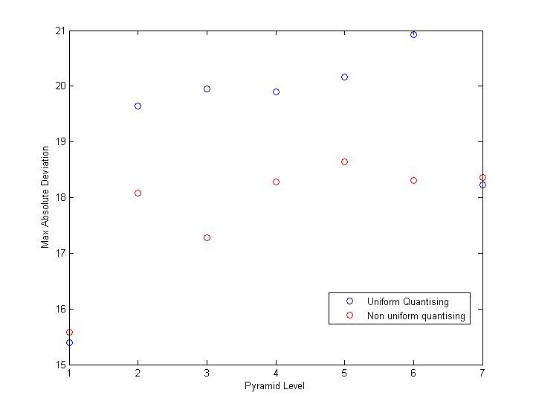 21
20
19
18
17
16
15
Max Absolute Deviation
Uniform Quantising
Non uniform quantising
1 2 3 4 5 6 7
Pyramid Level